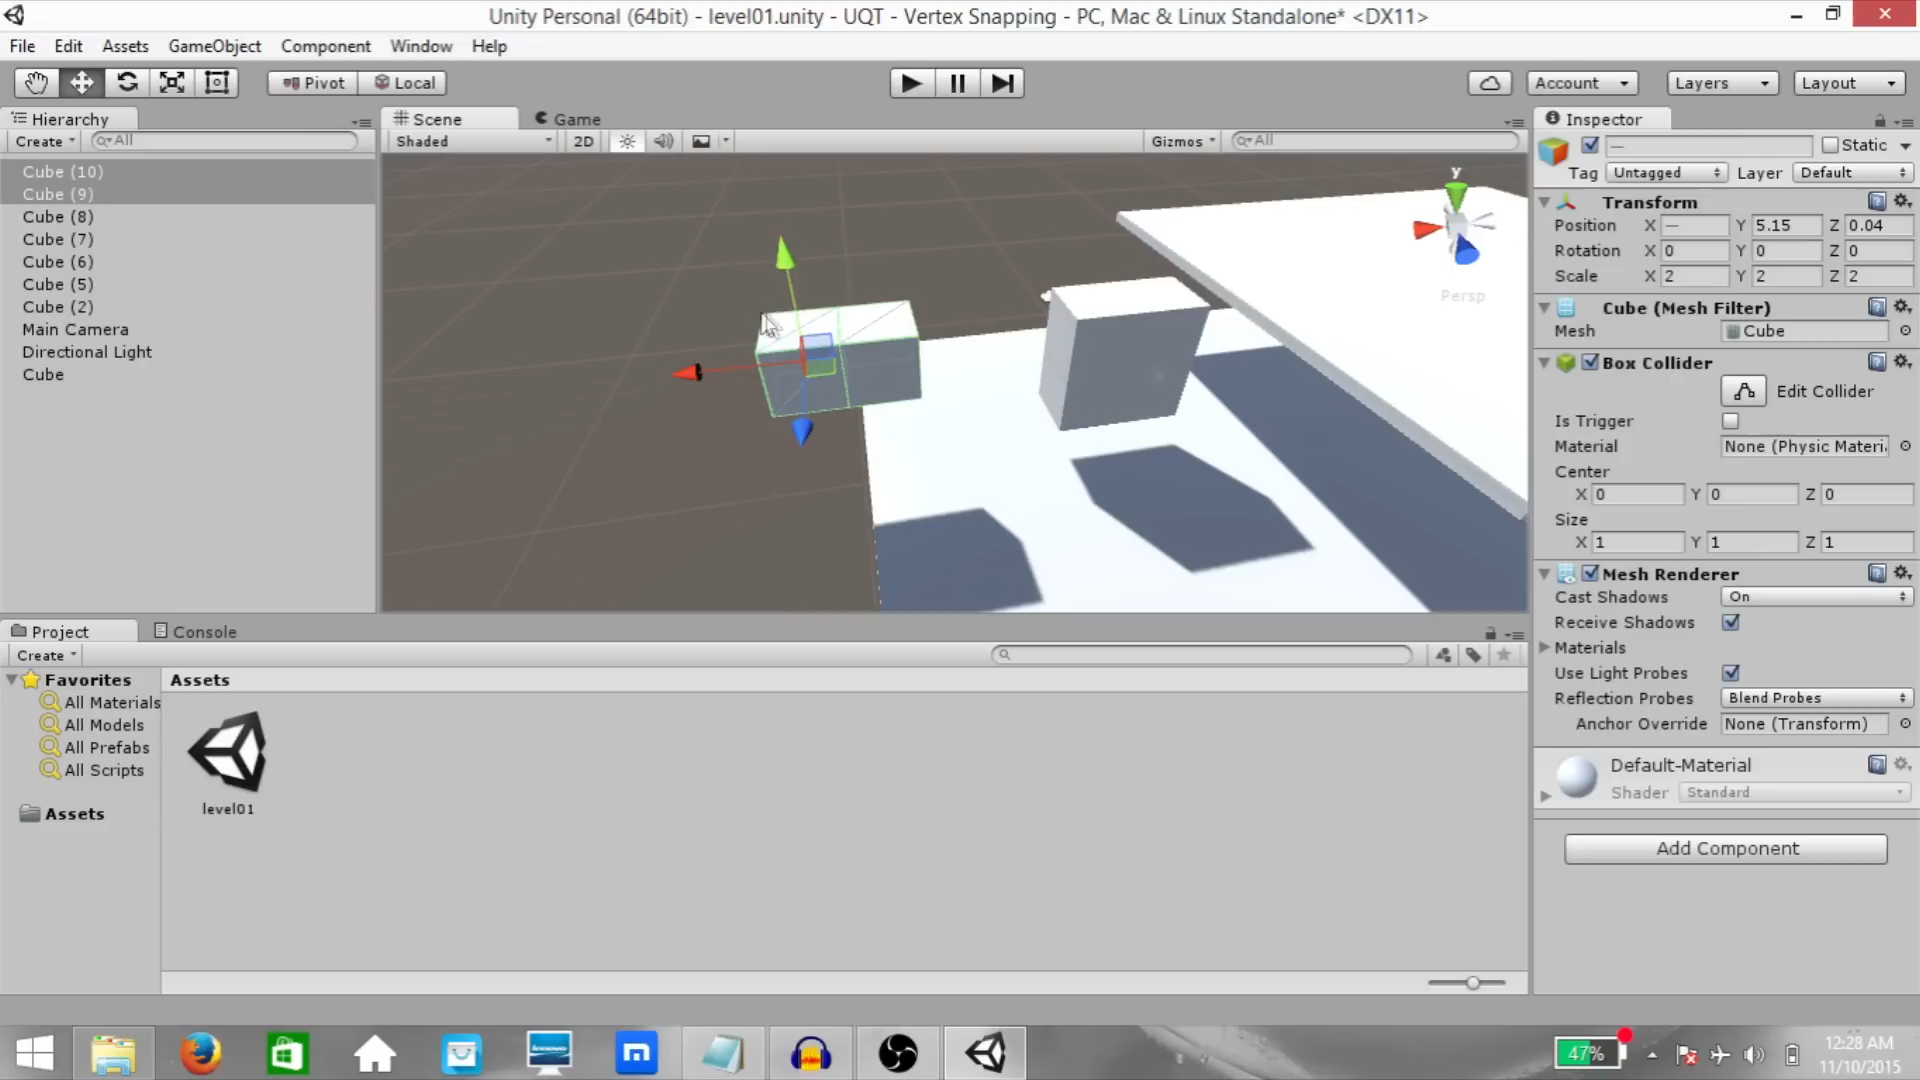 Unity Personal (64bit) - level01.unity - UQT - Vertex Snapping - PC, Mac & Linux Standalone* <DX11>
File Edit Assets GameObject Component Window Help
Pivot Local Account Layers Layout
Hierarchy
Create All
Cube (10)
Cube (9)
Cube (8)
Cube (7)
Cube (6)
Cube (5)
Cube (2)
Main Camera
Directional Light
Cube
Scene Game
Shaded 2D Gizmos All
y
Persp
Inspector
— Static
Tag Untagged Layer Default
Transform
Position X — Y 5.15 Z 0.04
Rotation X 0 Y 0 Z 0
Scale X 2 Y 2 Z 2
Cube (Mesh Filter)
Mesh Cube
Box Collider
Edit Collider
Is Trigger
Material None (Physic Materi
Center
X 0 Y 0 Z 0
Size
X 1 Y 1 Z 1
Mesh Renderer
Cast Shadows On
Receive Shadows
Materials
Use Light Probes
Reflection Probes Blend Probes
Anchor Override None (Transform)
Default-Material
Shader Standard
Add Component
Project Console
Create
Favorites
All Materials
All Models
All Prefabs
All Scripts
Assets
Assets
level01
lenovo
m
47%
12:28 AM
11/10/2015